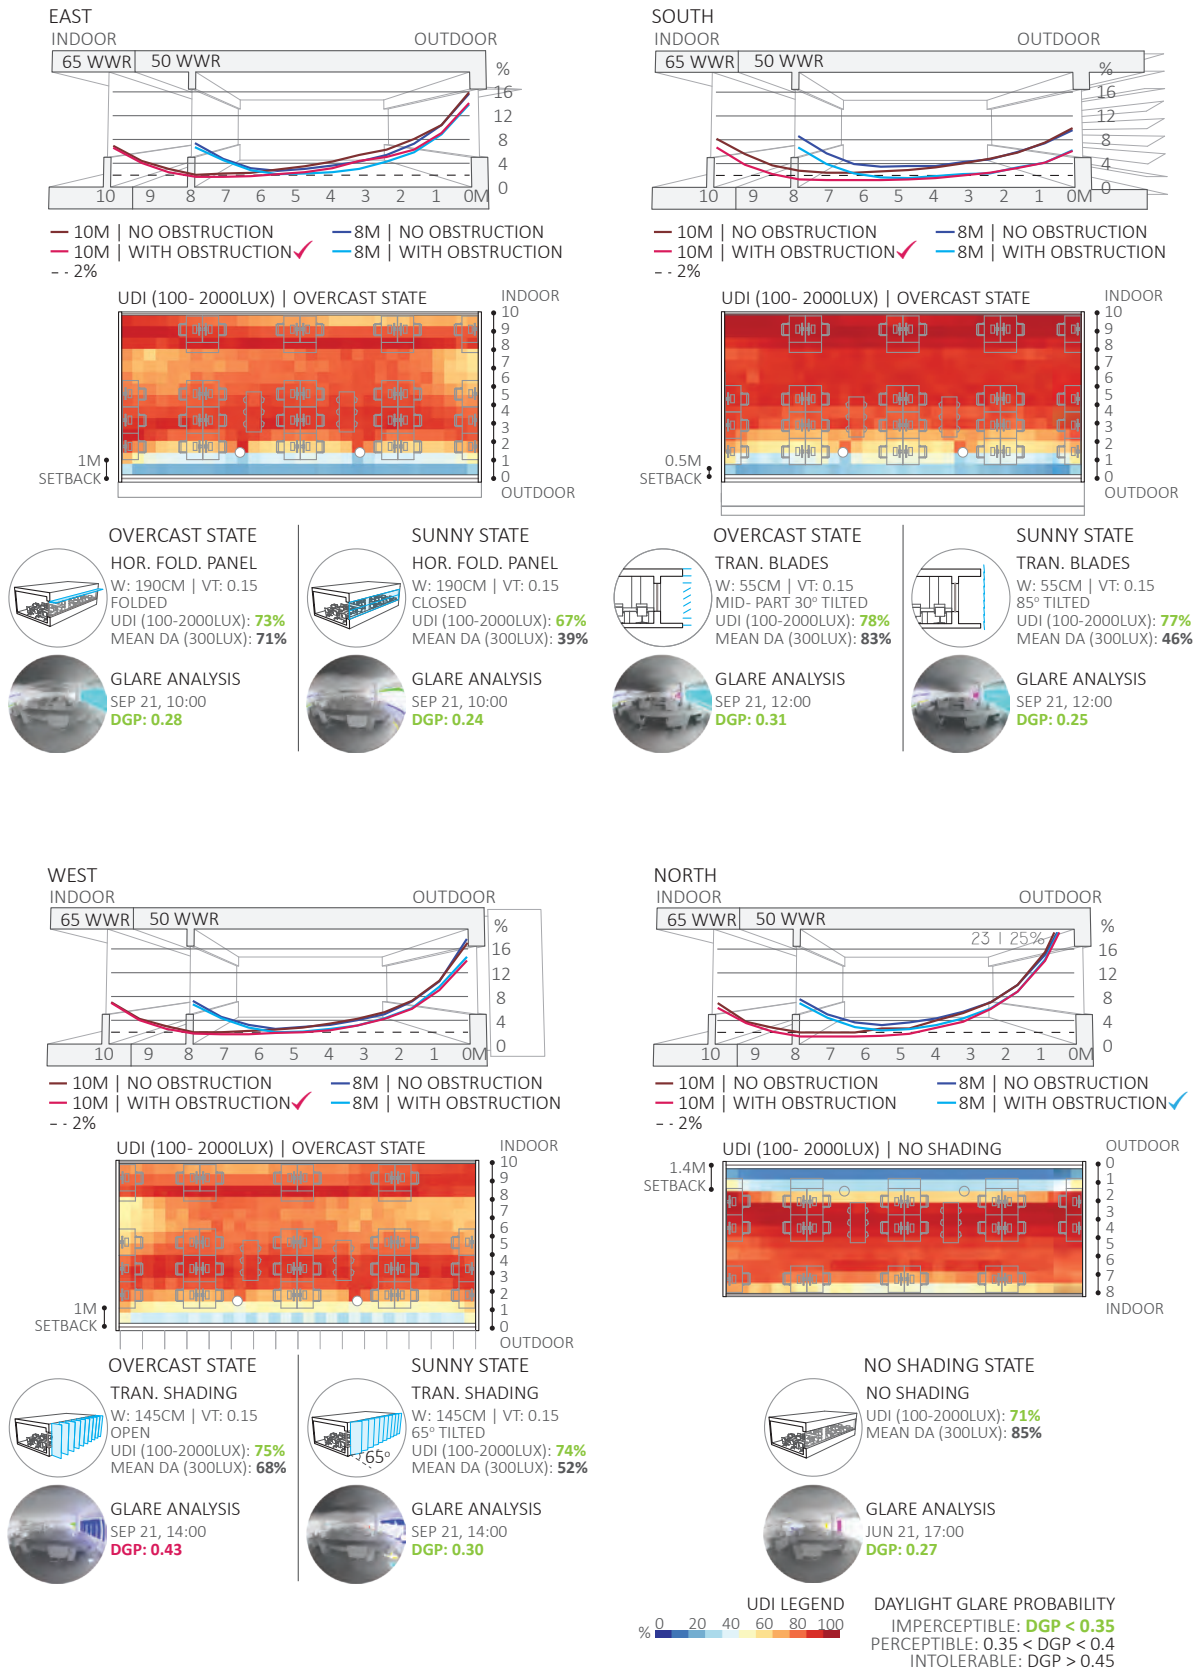 EAST
INDOOR
OUTDOOR
65 WWR
50 WWR
%
16
12
8
4
0
10 9 8 7 6 5 4 3 2 1 0M
10M | NO OBSTRUCTION
8M | NO OBSTRUCTION
10M | WITH OBSTRUCTION
8M | WITH OBSTRUCTION
2%
UDI (100- 2000LUX) | OVERCAST STATE
INDOOR
10
9
8
7
6
5
4
3
2
1
0
OUTDOOR
1M
SETBACK
OVERCAST STATE
HOR. FOLD. PANEL
W: 190CM | VT: 0.15
FOLDED
UDI (100-2000LUX): 73%
MEAN DA (300LUX): 71%
GLARE ANALYSIS
SEP 21, 10:00
DGP: 0.28
SUNNY STATE
HOR. FOLD. PANEL
W: 190CM | VT: 0.15
CLOSED
UDI (100-2000LUX): 67%
MEAN DA (300LUX): 39%
GLARE ANALYSIS
SEP 21, 10:00
DGP: 0.24
SOUTH
INDOOR
OUTDOOR
65 WWR
50 WWR
%
16
12
8
4
0
10 9 8 7 6 5 4 3 2 1 0M
10M | NO OBSTRUCTION
8M | NO OBSTRUCTION
10M | WITH OBSTRUCTION
8M | WITH OBSTRUCTION
2%
UDI (100- 2000LUX) | OVERCAST STATE
INDOOR
10
9
8
7
6
5
4
3
2
1
0
OUTDOOR
0.5M
SETBACK
OVERCAST STATE
TRAN. BLADES
W: 55CM | VT: 0.15
MID- PART 30° TILTED
UDI (100-2000LUX): 78%
MEAN DA (300LUX): 83%
GLARE ANALYSIS
SEP 21, 12:00
DGP: 0.31
SUNNY STATE
TRAN. BLADES
W: 55CM | VT: 0.15
85° TILTED
UDI (100-2000LUX): 77%
MEAN DA (300LUX): 46%
GLARE ANALYSIS
SEP 21, 12:00
DGP: 0.25
WEST
INDOOR
OUTDOOR
65 WWR
50 WWR
%
16
12
8
4
0
10 9 8 7 6 5 4 3 2 1 0M
10M | NO OBSTRUCTION
8M | NO OBSTRUCTION
10M | WITH OBSTRUCTION
8M | WITH OBSTRUCTION
2%
UDI (100- 2000LUX) | OVERCAST STATE
INDOOR
10
9
8
7
6
5
4
3
2
1
0
OUTDOOR
1M
SETBACK
OVERCAST STATE
TRAN. SHADING
W: 145CM | VT: 0.15
OPEN
UDI (100-2000LUX): 75%
MEAN DA (300LUX): 68%
GLARE ANALYSIS
SEP 21, 14:00
DGP: 0.43
SUNNY STATE
TRAN. SHADING
W: 145CM | VT: 0.15
65° TILTED
UDI (100-2000LUX): 74%
MEAN DA (300LUX): 52%
65°
GLARE ANALYSIS
SEP 21, 14:00
DGP: 0.30
NORTH
INDOOR
OUTDOOR
65 WWR
50 WWR
23 | 25%
%
16
12
8
4
0
10 9 8 7 6 5 4 3 2 1 0M
10M | NO OBSTRUCTION
8M | NO OBSTRUCTION
10M | WITH OBSTRUCTION
8M | WITH OBSTRUCTION
2%
UDI (100- 2000LUX) | NO SHADING
OUTDOOR
0
1
2
3
4
5
6
7
8
INDOOR
1.4M
SETBACK
NO SHADING STATE
NO SHADING
UDI (100-2000LUX): 71%
MEAN DA (300LUX): 85%
GLARE ANALYSIS
JUN 21, 17:00
DGP: 0.27
UDI LEGEND
% 0 20 40 60 80 100
DAYLIGHT GLARE PROBABILITY
IMPERCEPTIBLE: DGP < 0.35
PERCEPTIBLE: 0.35 < DGP < 0.4
INTOLERABLE: DGP > 0.45